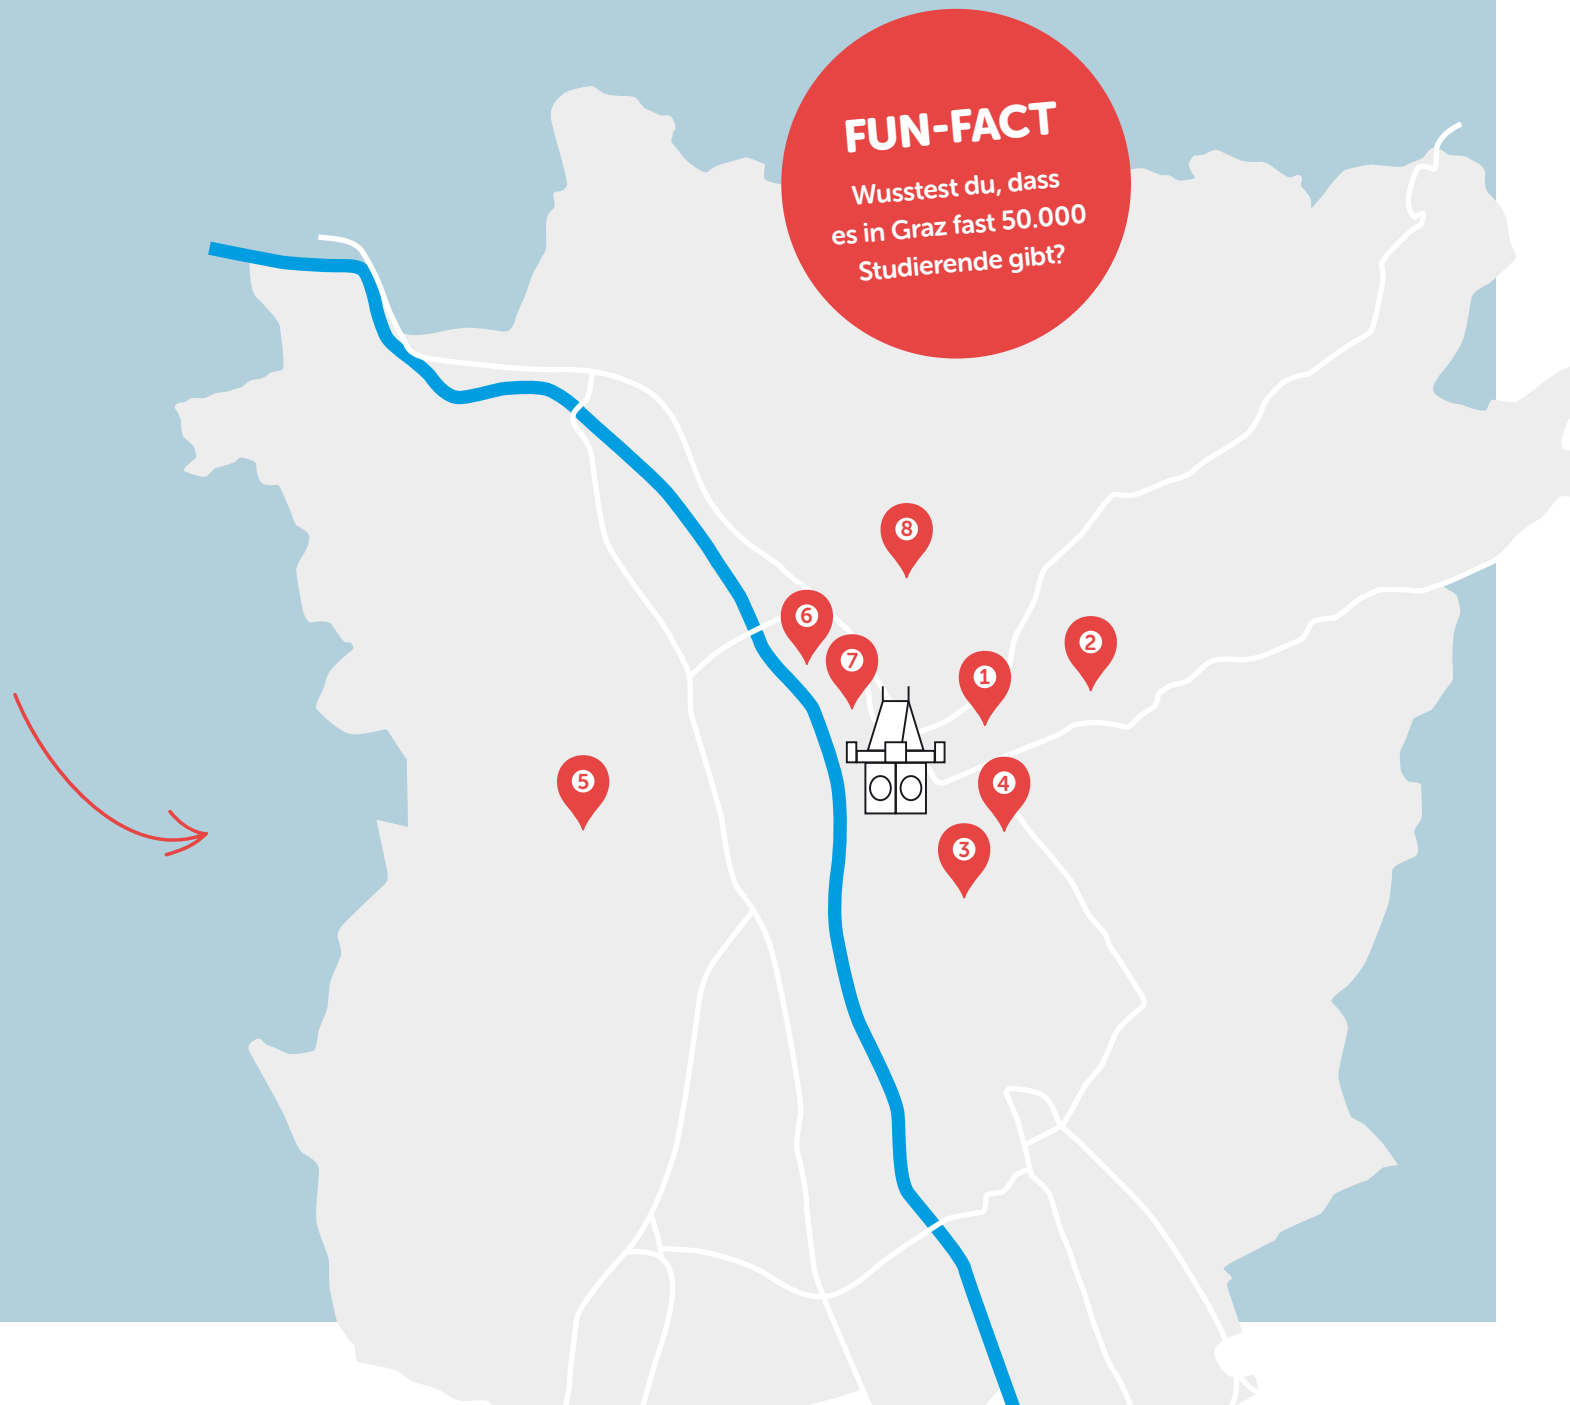 FUN-FACT
Wusstest du, dass
es in Graz fast 50.000
Studierende gibt?
8
6
2
7
1
5
4
3